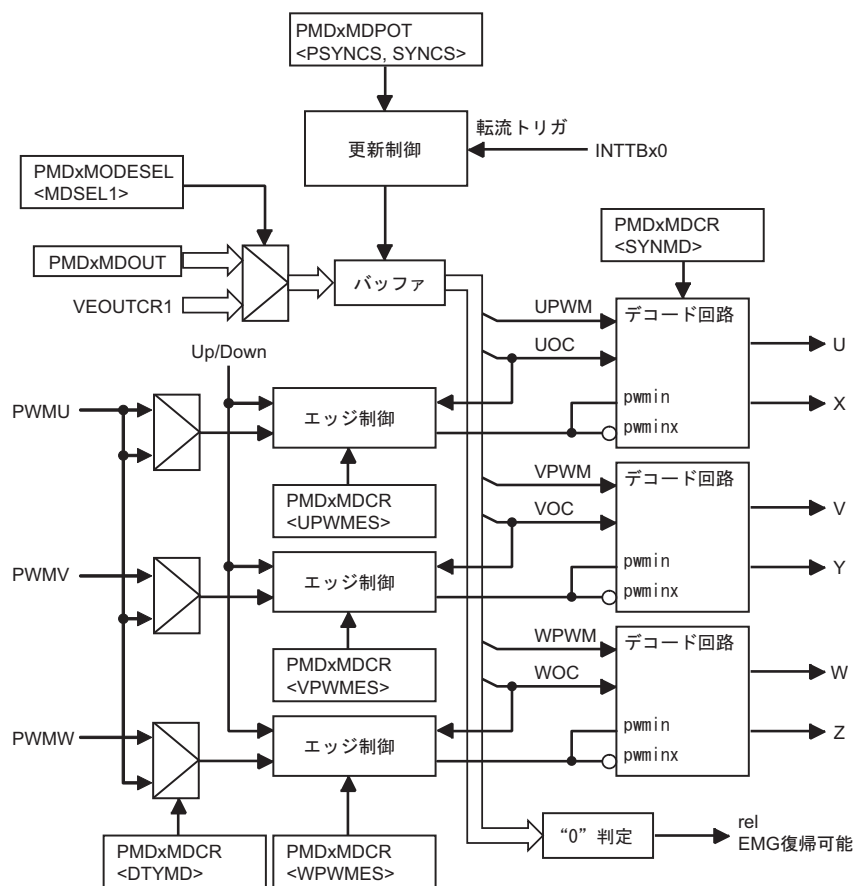 PMDxMDPOT
<PSYNCS, SYNCS>
更新制御
転流トリガ
INTTBx0
PMDxMODESEL
<MDSEL1>
PMDxMDOUT
VEOUTCR1
バッファ
PMDxMDCR
<SYNMD>
Up/Down
UPWM
UOC
デコード回路
pwmin
pwminx
U
X
PWMU
エッジ制御
PMDxMDCR
<UPWMES>
VPWM
VOC
デコード回路
pwmin
pwminx
V
Y
PWMV
エッジ制御
PMDxMDCR
<VPWMES>
WPWM
WOC
デコード回路
pwmin
pwminx
W
Z
PWMW
エッジ制御
PMDxMDCR
<DTYMD>
PMDxMDCR
<WPWMES>
“0”判定
rel
EMG復帰可能